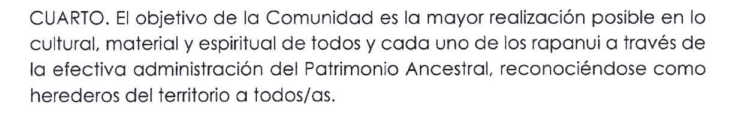 CUARTO. El objetivo de la Comunidad es la mayor realización posible en lo
cultural, material y espiritual de todos y cada uno de los rapanui a través de
la efectiva administración del Patrimonio Ancestral, reconociéndose como
herederos del territorio a todos/as.